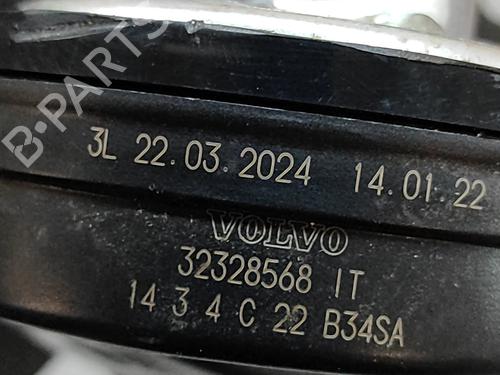 B-PARTS
3L 22.03.2024 14.01.22
VOLVO
32328568 IT
14 3 4 C 22 B34SA